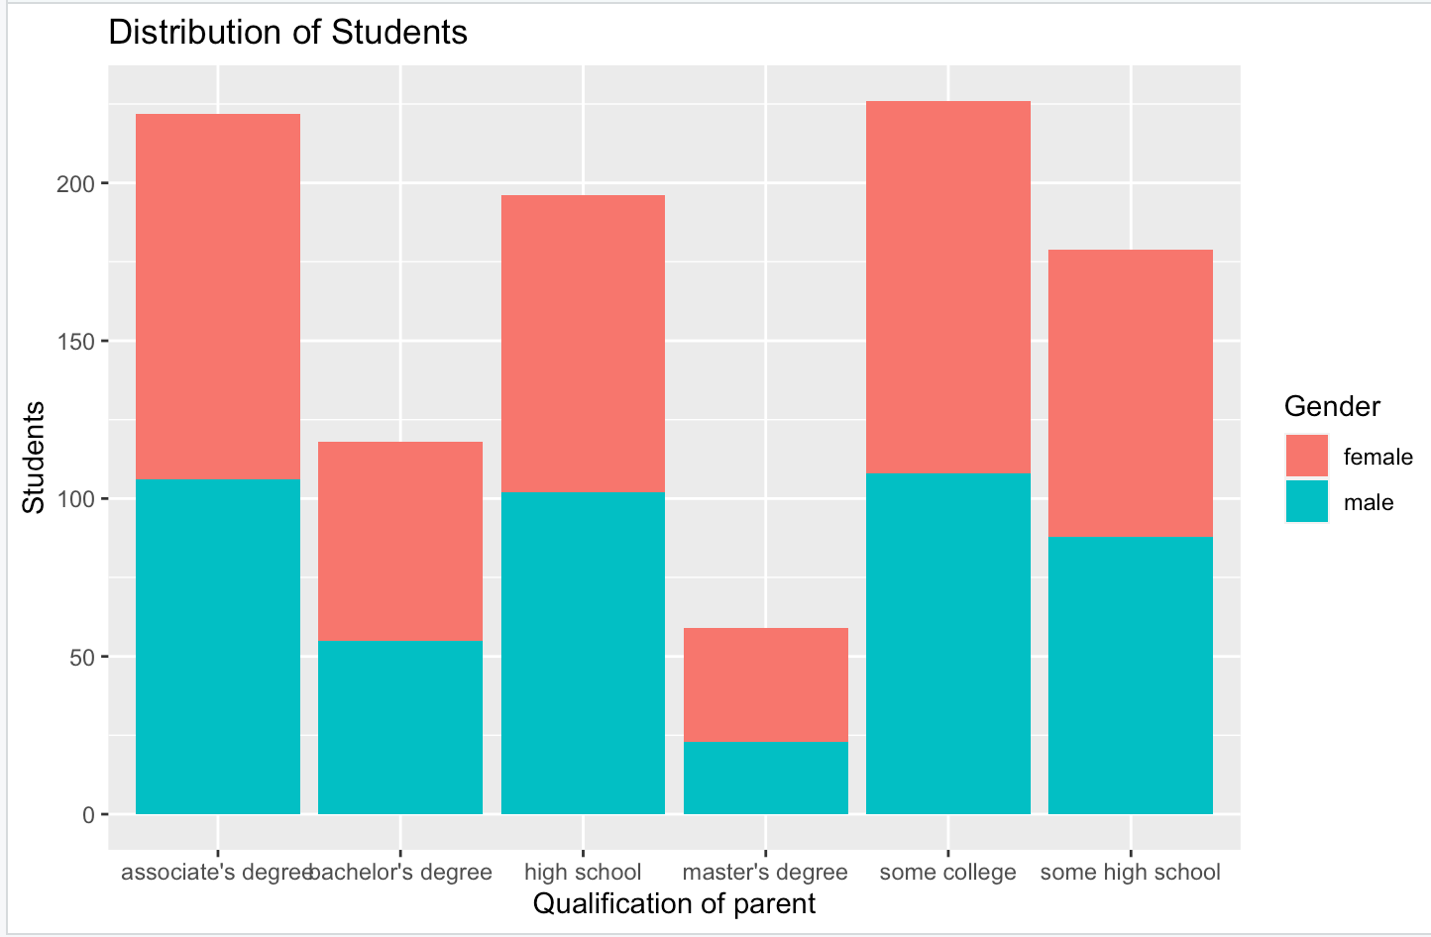 Distribution of Students
200
150
100
50
0
Students
associate's degree bachelor's degree high school master's degree some college some high school
Qualification of parent
Gender
female
male